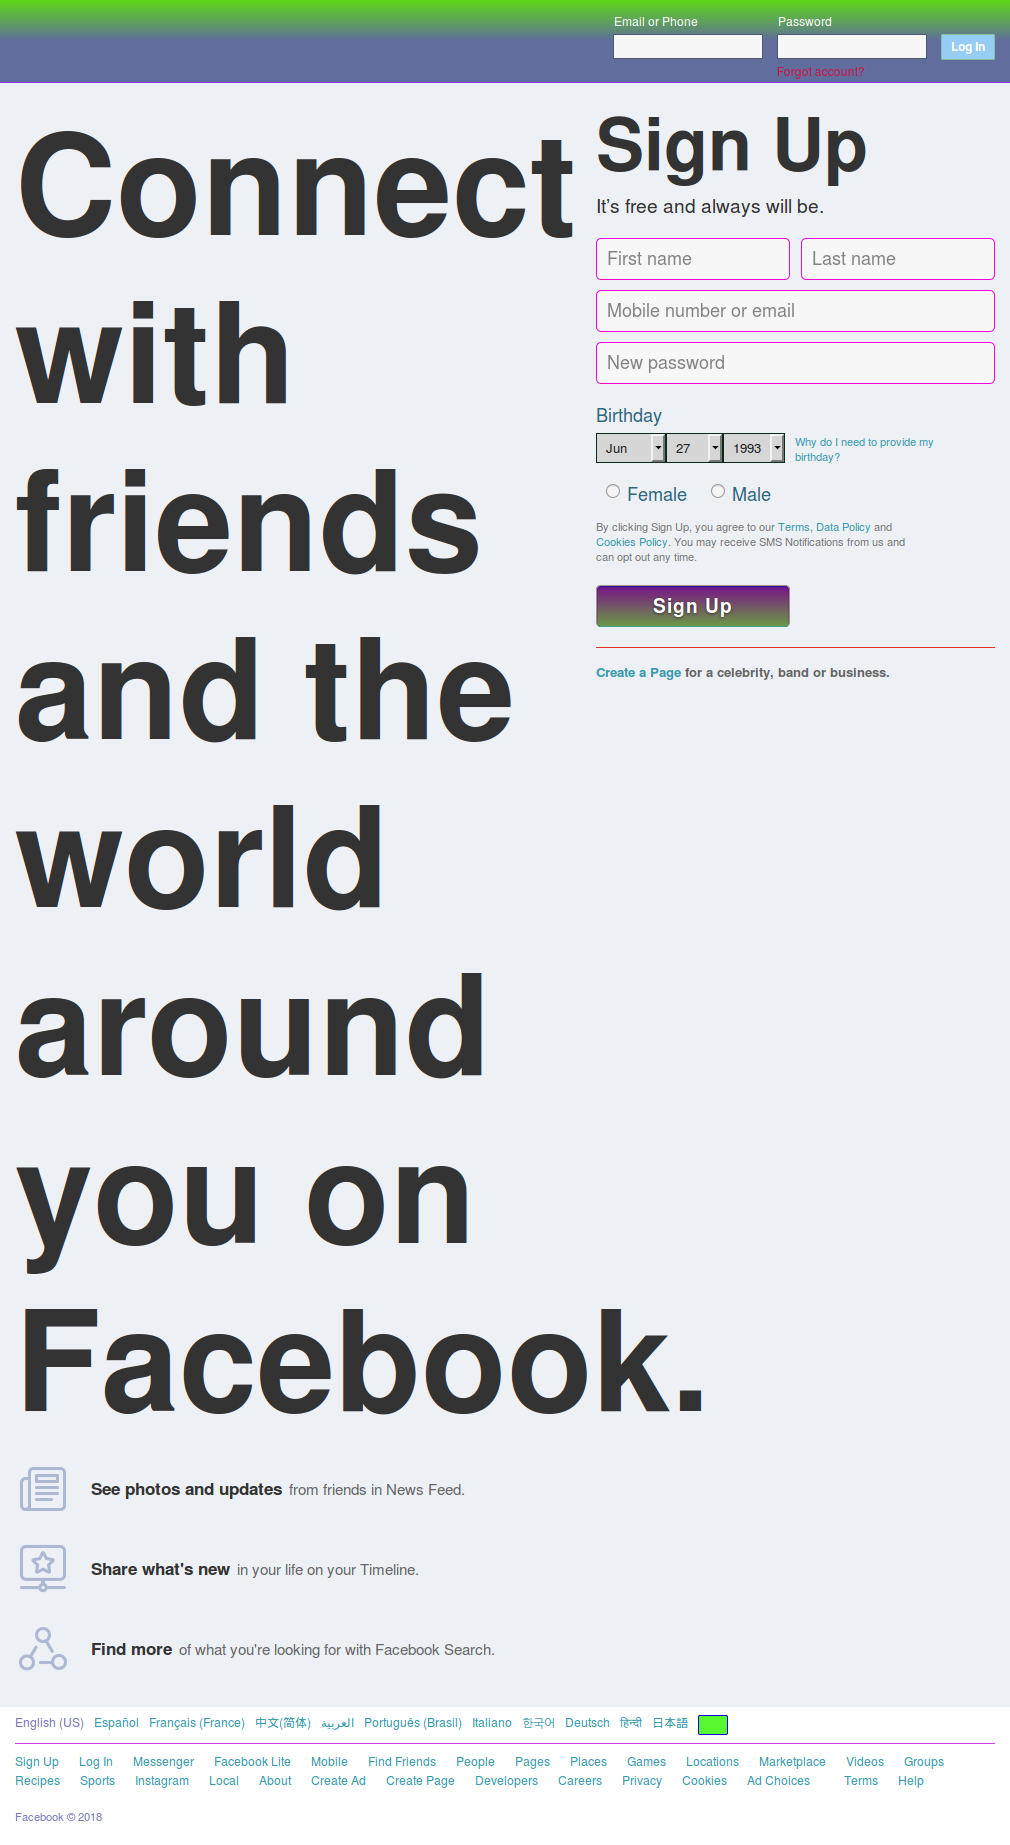 Email or Phone
Password
Log In
Forgot account?
Connect
with
friends
and the
world
around
you on
Facebook.
Sign Up
It's free and always will be.
First name
Last name
Mobile number or email
New password
Birthday
Jun 27 1993
Why do I need to provide my
birthday?
Female Male
By clicking Sign Up, you agree to our Terms, Data Policy and
Cookies Policy. You may receive SMS Notifications from us and
can opt out any time.
Sign Up
Create a Page for a celebrity, band or business.
See photos and updates from friends in News Feed.
Share what's new in your life on your Timeline.
Find more of what you're looking for with Facebook Search.
English (US) Español Français (France) 中文(简体) العربية Português (Brasil) Italiano 한국어 Deutsch हिन्दी 日本語
Sign Up Log In Messenger Facebook Lite Mobile Find Friends People Pages Places Games Locations Marketplace Videos Groups
Recipes Sports Instagram Local About Create Ad Create Page Developers Careers Privacy Cookies Ad Choices Terms Help
Facebook © 2018